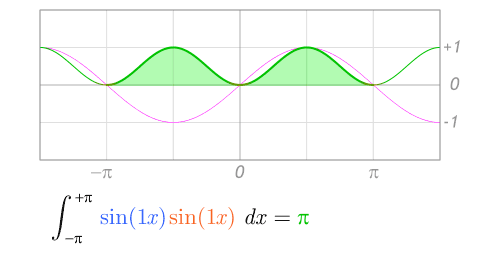 +1
0
-1
−π 0 π
∫_{−π}^{+π} sin(1x) sin(1x) dx = π